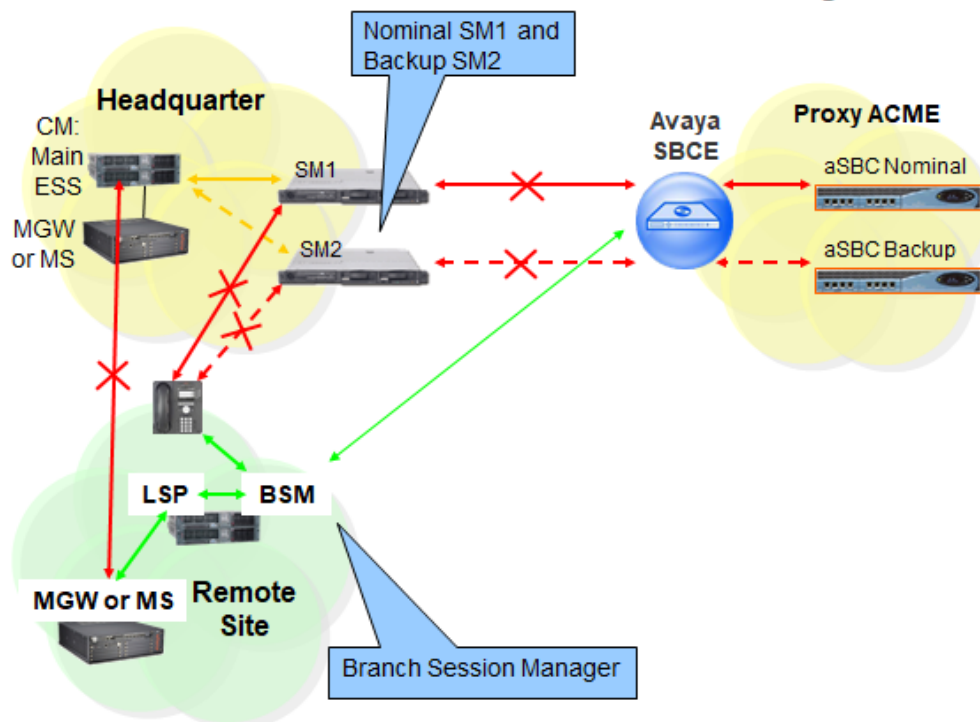 Nominal SM1 and
Backup SM2
Headquarter
CM:
Main
ESS
MGW
or MS
SM1
SM2
Avaya
SBCE
Proxy ACME
aSBC Nominal
aSBC Backup
LSP
BSM
MGW or MS
Remote
Site
Branch Session Manager